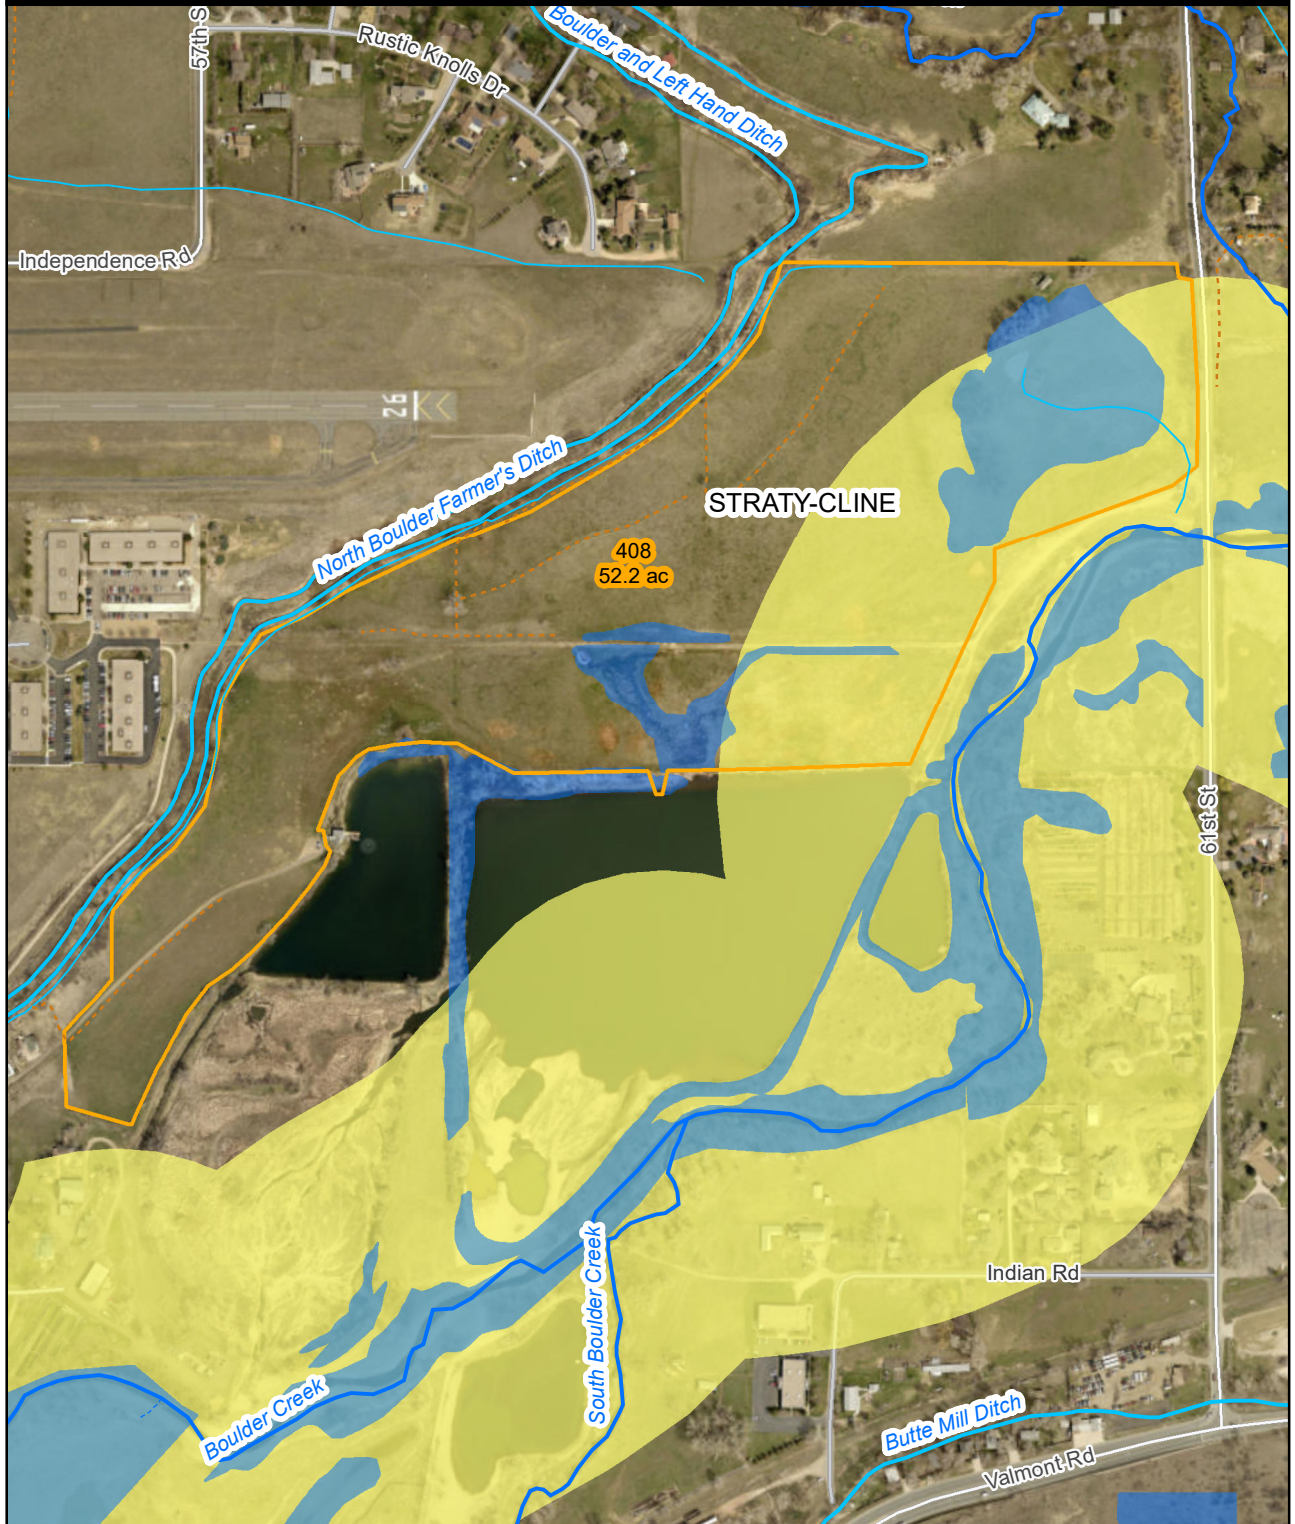 57th S
Rustic Knolls Dr
Boulder and Left Hand Ditch
Independence Rd
26
North Boulder Farmer's Ditch
STRATY-CLINE
408
52.2 ac
61st St
South Boulder Creek
Indian Rd
Boulder Creek
Butte Mill Ditch
Valmont Rd